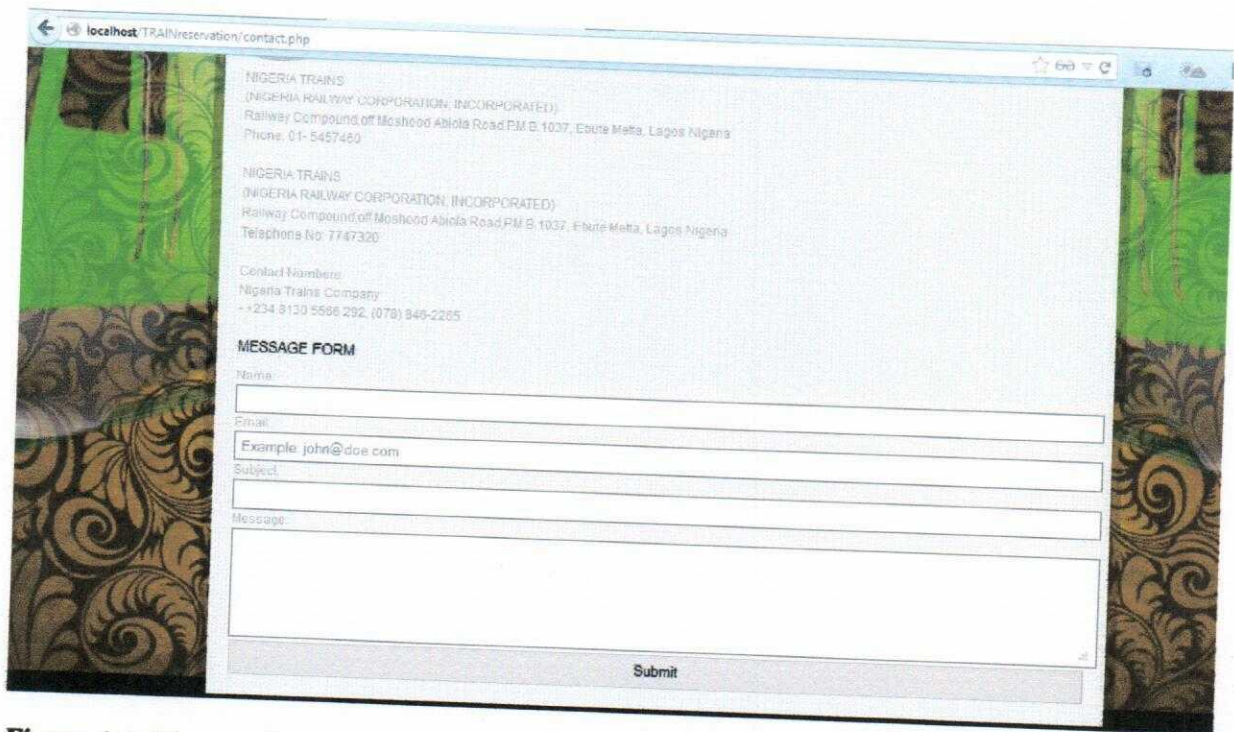 localhost/TRAINreservation/contact.php
NIGERIA TRAINS
(NIGERIA RAILWAY CORPORATION, INCORPORATED)
Railway Compound,off Moshood Abiola Road,P.M.B.1037, Ebute Metta, Lagos Nigeria
Phone: 01- 5457460
NIGERIA TRAINS
(NIGERIA RAILWAY CORPORATION, INCORPORATED)
Railway Compound,off Moshood Abiola Road,P.M.B.1037, Ebute Metta, Lagos Nigeria
Telephone No: 7747320
Contact Numbers:
Nigeria Trains Company
- +234 8130 5566 292, (078) 846-2265
MESSAGE FORM
Name:
Email:
Example: john@doe.com
Subject:
Message:
Submit